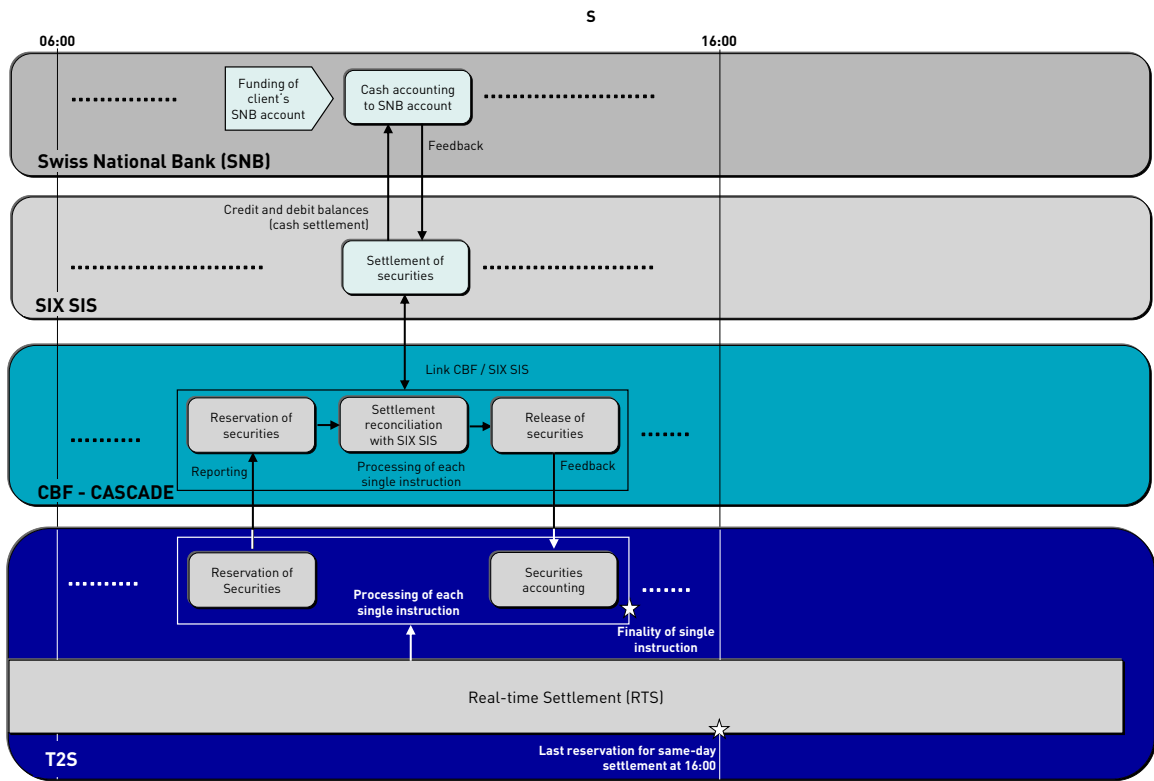 S
06:00
16:00
Funding of
client´s
SNB account
Cash accounting
to SNB account
Feedback
Swiss National Bank (SNB)
Credit and debit balances
(cash settlement)
Settlement of
securities
SIX SIS
Link CBF / SIX SIS
Reservation of
securities
Settlement
reconciliation
with SIX SIS
Release of
securities
Reporting
Processing of each
single instruction
Feedback
CBF - CASCADE
Reservation of
Securities
Securities
accounting
Processing of each
single instruction
Finality of single
instruction
Real-time Settlement (RTS)
T2S
Last reservation for same-day
settlement at 16:00